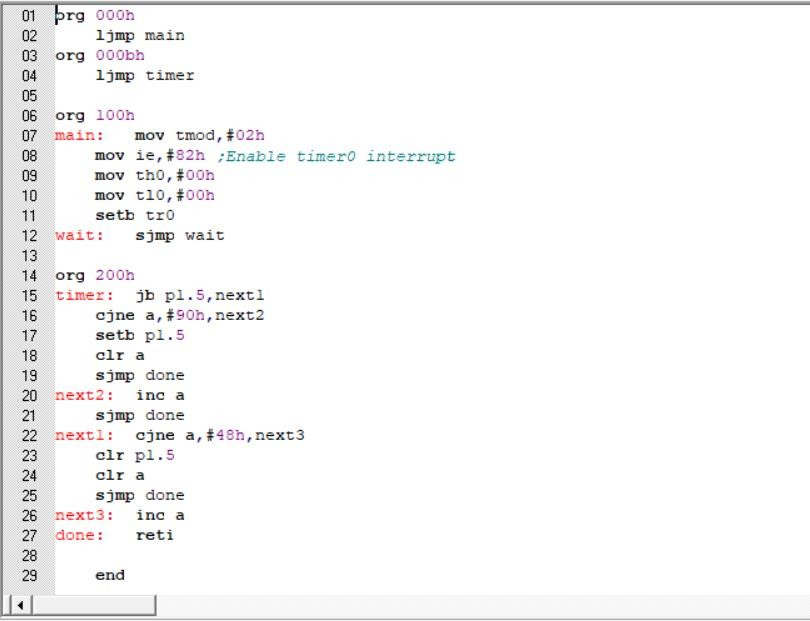 01 org 000h
02 ljmp main
03 org 000bh
04 ljmp timer
05
06 org 100h
07 main: mov tmod,#02h
08 mov ie,#82h ;Enable timer0 interrupt
09 mov th0,#00h
10 mov tl0,#00h
11 setb tr0
12 wait: sjmp wait
13
14 org 200h
15 timer: jb p1.5,next1
16 cjne a,#90h,next2
17 setb p1.5
18 clr a
19 sjmp done
20 next2: inc a
21 sjmp done
22 next1: cjne a,#48h,next3
23 clr p1.5
24 clr a
25 sjmp done
26 next3: inc a
27 done: reti
28
29 end